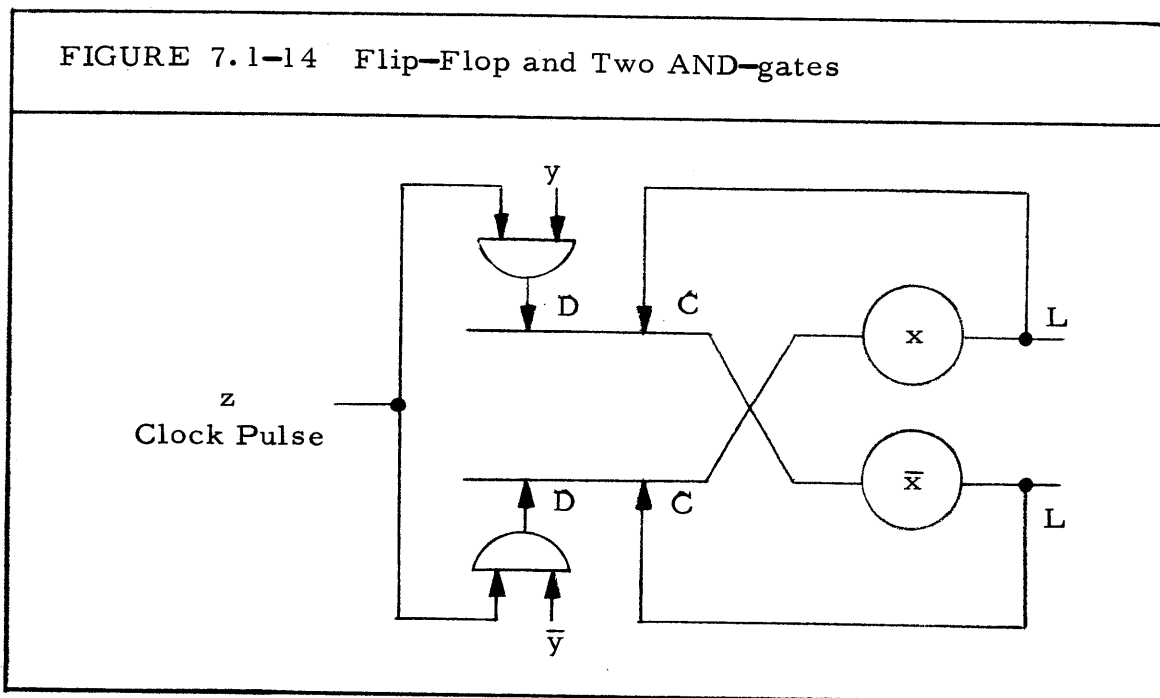 FIGURE 7.1-14 Flip-Flop and Two AND-gates
y
D
C
x
L
z
Clock Pulse
D
C
x̅
L
y̅